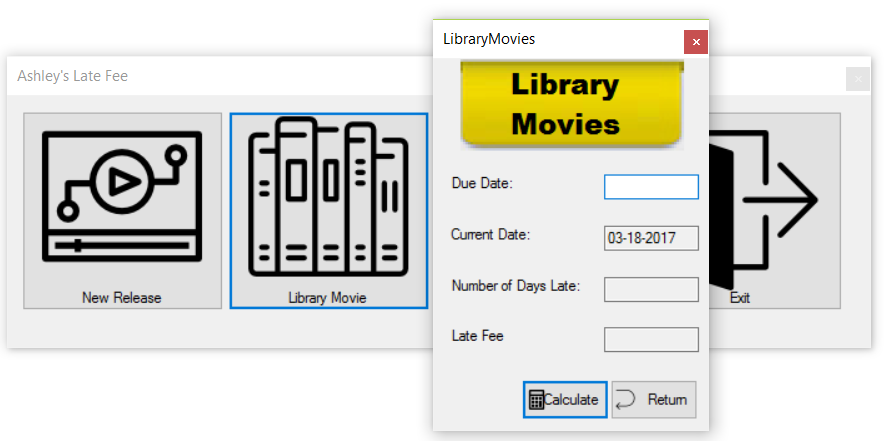 LibraryMovies
Ashley's Late Fee
Library
Movies
Due Date:
Current Date:
03-18-2017
Number of Days Late:
New Release
Library Movie
Exit
Late Fee
Calculate
Return